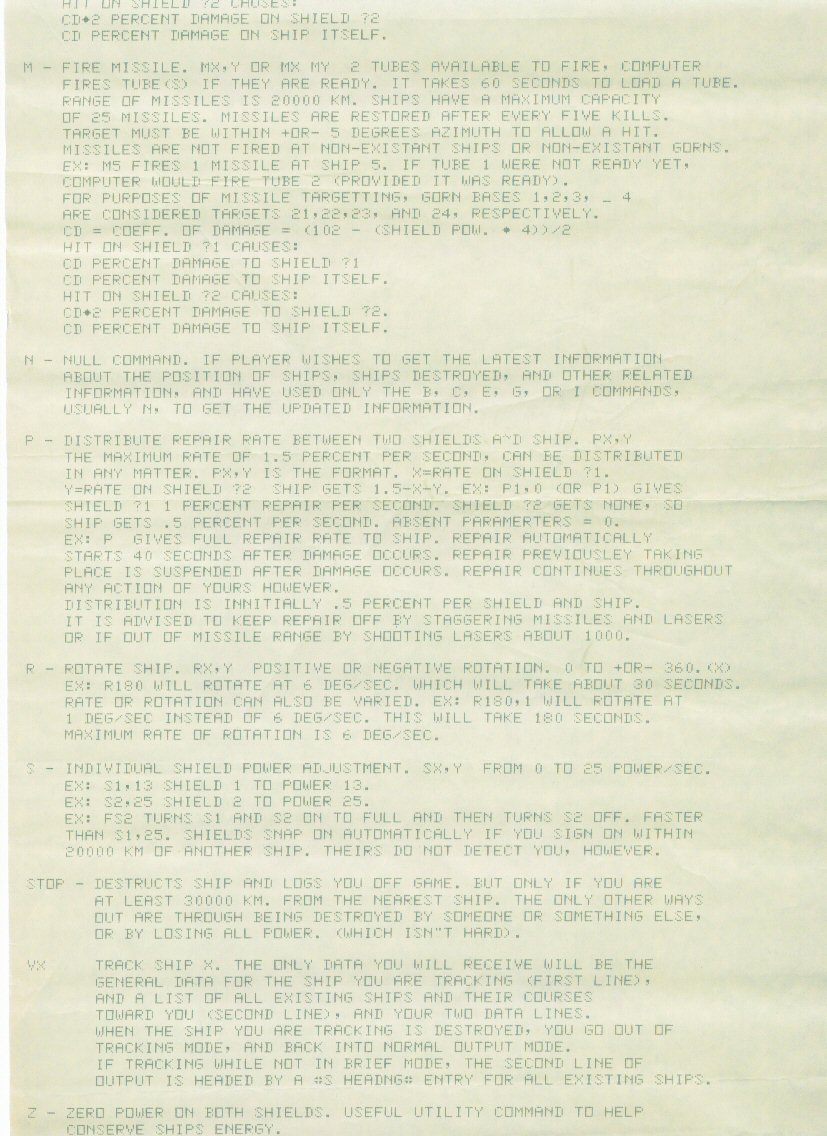 HIT ON SHIELD ?2 CAUSES:
CD*2 PERCENT DAMAGE ON SHIELD ?2
CD PERCENT DAMAGE ON SHIP ITSELF.
M - FIRE MISSILE. MX,Y OR MX MY 2 TUBES AVAILABLE TO FIRE, COMPUTER
FIRES TUBE(S) IF THEY ARE READY. IT TAKES 60 SECONDS TO LOAD A TUBE.
RANGE OF MISSILES IS 20000 KM. SHIPS HAVE A MAXIMUM CAPACITY
OF 25 MISSILES. MISSILES ARE RESTORED AFTER EVERY FIVE KILLS.
TARGET MUST BE WITHIN +OR- 5 DEGREES AZIMUTH TO ALLOW A HIT.
MISSILES ARE NOT FIRED AT NON-EXISTANT SHIPS OR NON-EXISTANT GORNS.
EX: M5 FIRES 1 MISSILE AT SHIP 5. IF TUBE 1 WERE NOT READY YET,
COMPUTER WOULD FIRE TUBE 2 (PROVIDED IT WAS READY).
FOR PURPOSES OF MISSILE TARGETTING, GORN BASES 1,2,3, _ 4
ARE CONSIDERED TARGETS 21,22,23, AND 24, RESPECTIVELY.
CD = COEFF. OF DAMAGE = (102 - (SHIELD POW. * 4))/2
HIT ON SHIELD ?1 CAUSES:
CD PERCENT DAMAGE TO SHIELD ?1
CD PERCENT DAMAGE TO SHIP ITSELF.
HIT ON SHIELD ?2 CAUSES:
CD*2 PERCENT DAMAGE TO SHIELD ?2.
CD PERCENT DAMAGE TO SHIP ITSELF.
N - NULL COMMAND. IF PLAYER WISHES TO GET THE LATEST INFORMATION
ABOUT THE POSITION OF SHIPS, SHIPS DESTROYED, AND OTHER RELATED
INFORMATION, AND HAVE USED ONLY THE B, C, E, G, OR I COMMANDS,
USUALLY N, TO GET THE UPDATED INFORMATION.
P - DISTRIBUTE REPAIR RATE BETWEEN TWO SHIELDS A^D SHIP. PX,Y
THE MAXIMUM RATE OF 1.5 PERCENT PER SECOND, CAN BE DISTRIBUTED
IN ANY MATTER. PX,Y IS THE FORMAT. X=RATE ON SHIELD ?1.
Y=RATE ON SHIELD ?2 SHIP GETS 1.5-X-Y. EX: P1,0 (OR P1) GIVES
SHIELD ?1 1 PERCENT REPAIR PER SECOND. SHIELD ?2 GETS NONE, SO
SHIP GETS .5 PERCENT PER SECOND. ABSENT PARAMERTERS = 0.
EX: P GIVES FULL REPAIR RATE TO SHIP. REPAIR AUTOMATICALLY
STARTS 40 SECONDS AFTER DAMAGE OCCURS. REPAIR PREVIOUSLEY TAKING
PLACE IS SUSPENDED AFTER DAMAGE OCCURS. REPAIR CONTINUES THROUGHOUT
ANY ACTION OF YOURS HOWEVER.
DISTRIBUTION IS INNITIALLY .5 PERCENT PER SHIELD AND SHIP.
IT IS ADVISED TO KEEP REPAIR OFF BY STAGGERING MISSILES AND LASERS
OR IF OUT OF MISSILE RANGE BY SHOOTING LASERS ABOUT 1000.
R - ROTATE SHIP. RX,Y POSITIVE OR NEGATIVE ROTATION. 0 TO +OR- 360.(X)
EX: R180 WILL ROTATE AT 6 DEG/SEC. WHICH WILL TAKE ABOUT 30 SECONDS.
RATE OR ROTATION CAN ALSO BE VARIED. EX: R180,1 WILL ROTATE AT
1 DEG/SEC INSTEAD OF 6 DEG/SEC. THIS WILL TAKE 180 SECONDS.
MAXIMUM RATE OF ROTATION IS 6 DEG/SEC.
S - INDIVIDUAL SHIELD POWER ADJUSTMENT. SX,Y FROM 0 TO 25 POWER/SEC.
EX: S1,13 SHIELD 1 TO POWER 13.
EX: S2,25 SHIELD 2 TO POWER 25.
EX: FS2 TURNS S1 AND S2 ON TO FULL AND THEN TURNS S2 OFF. FASTER
THAN S1,25. SHIELDS SNAP ON AUTOMATICALLY IF YOU SIGN ON WITHIN
20000 KM OF ANOTHER SHIP. THEIRS DO NOT DETECT YOU, HOWEVER.
STOP - DESTRUCTS SHIP AND LOGS YOU OFF GAME. BUT ONLY IF YOU ARE
AT LEAST 30000 KM. FROM THE NEAREST SHIP. THE ONLY OTHER WAYS
OUT ARE THROUGH BEING DESTROYED BY SOMEONE OR SOMETHING ELSE,
OR BY LOSING ALL POWER. (WHICH ISN"T HARD).
VX TRACK SHIP X. THE ONLY DATA YOU WILL RECEIVE WILL BE THE
GENERAL DATA FOR THE SHIP YOU ARE TRACKING (FIRST LINE),
AND A LIST OF ALL EXISTING SHIPS AND THEIR COURSES
TOWARD YOU (SECOND LINE), AND YOUR TWO DATA LINES.
WHEN THE SHIP YOU ARE TRACKING IS DESTROYED, YOU GO OUT OF
TRACKING MODE, AND BACK INTO NORMAL OUTPUT MODE.
IF TRACKING WHILE NOT IN BRIEF MODE, THE SECOND LINE OF
OUTPUT IS HEADED BY A #S HEADNG# ENTRY FOR ALL EXISTING SHIPS.
Z - ZERO POWER ON BOTH SHIELDS. USEFUL UTILITY COMMAND TO HELP
CONSERVE SHIPS ENERGY.